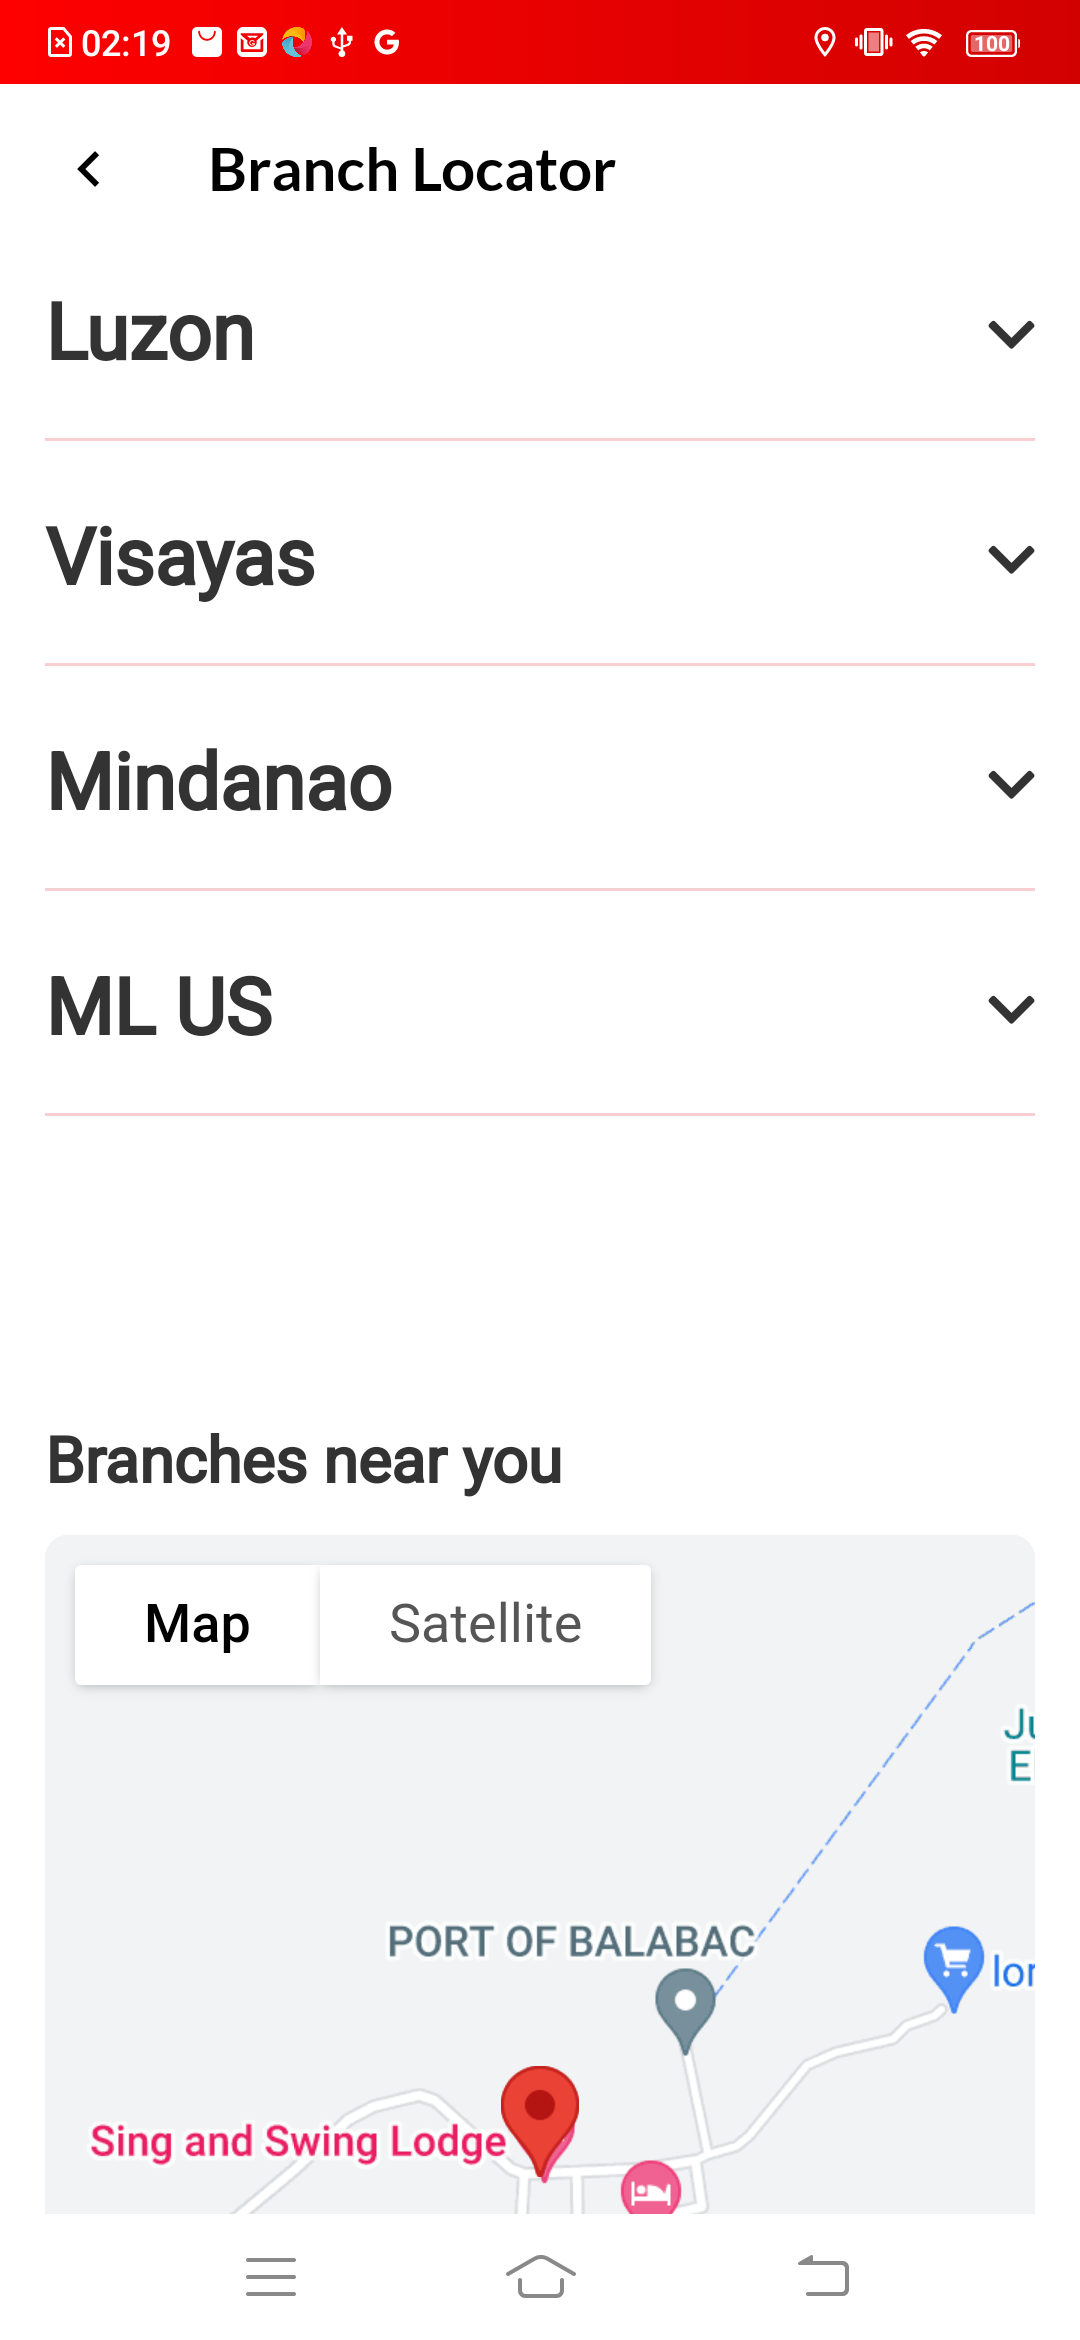 02:19
100
Branch Locator
Luzon
Visayas
Mindanao
ML US
Branches near you
Map
Satellite
Ju
E
PORT OF BALABAC
lor
Sing and Swing Lodge